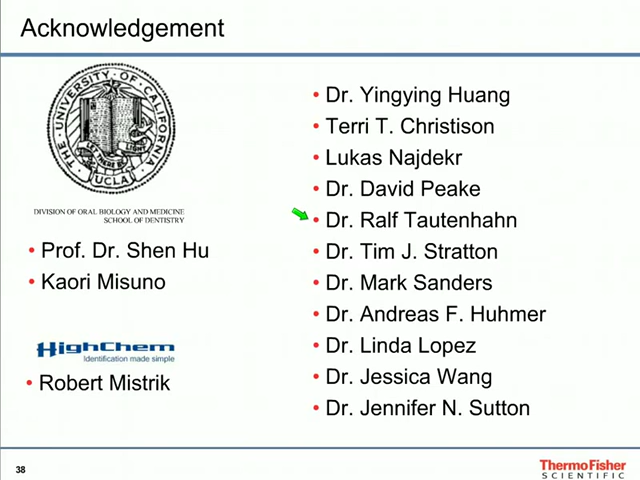 Acknowledgement
THE UNIVERSITY OF CALIFORNIA
LET THERE BE LIGHT
UCLA
DIVISION OF ORAL BIOLOGY AND MEDICINE
SCHOOL OF DENTISTRY
• Prof. Dr. Shen Hu
• Kaori Misuno
HighChem
Identification made simple
• Robert Mistrik
• Dr. Yingying Huang
• Terri T. Christison
• Lukas Najdekr
• Dr. David Peake
• Dr. Ralf Tautenhahn
• Dr. Tim J. Stratton
• Dr. Mark Sanders
• Dr. Andreas F. Huhmer
• Dr. Linda Lopez
• Dr. Jessica Wang
• Dr. Jennifer N. Sutton
38
ThermoFisher
SCIENTIFIC